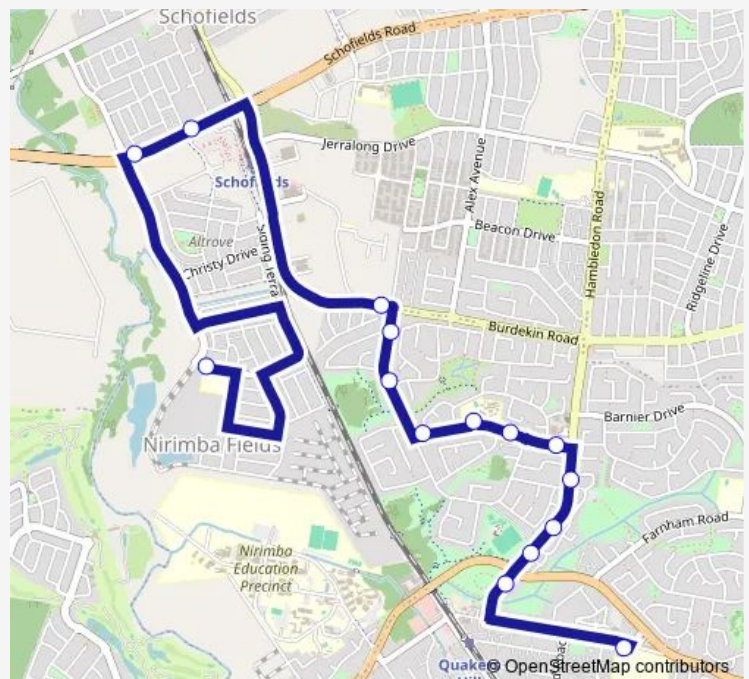 Schofields
Schofields Road
Jerralong Drive
Schofields
Alex Avenue
Hambledon Road
Altrove
Christy Drive
Beacon Drive
Ridgeline Drive
Burdekin Road
Barnier Drive
Nirimba Fields
Farnham Road
Nirimba
Education
Precinct
© OpenStreetMap contributors